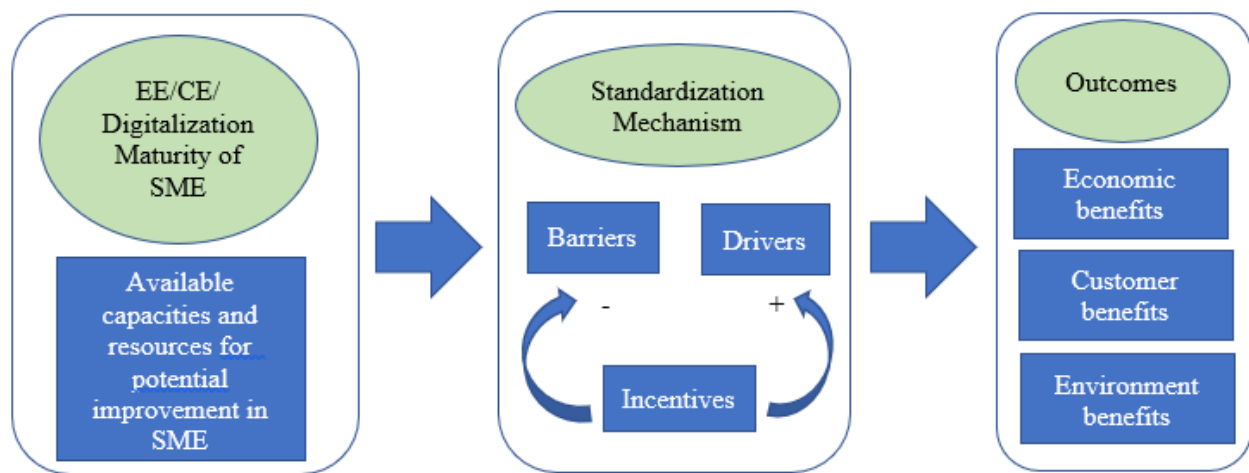 EE/CE/
Digitalization
Maturity of
SME
Available
capacities and
resources for
potential
improvement in
SME
Standardization
Mechanism
Barriers
Drivers
-
+
Incentives
Outcomes
Economic
benefits
Customer
benefits
Environment
benefits